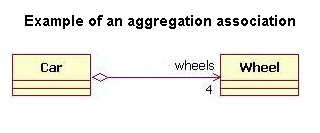 Example of an aggregation association
Car
wheels
Wheel
4